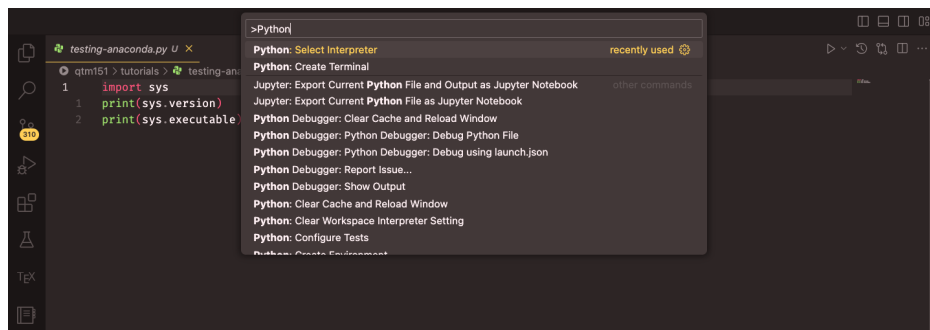 >Python
testing-anaconda.py U ×
Python: Select Interpreter recently used
Python: Create Terminal
qtm151 > tutorials > testing-ana
Jupyter: Export Current Python File and Output as Jupyter Notebook other commands
1 import sys
Jupyter: Export Current Python File as Jupyter Notebook
1 print(sys.version)
Python Debugger: Clear Cache and Reload Window
2 print(sys.executable)
310
Python Debugger: Python Debugger: Debug Python File
Python Debugger: Python Debugger: Debug using launch.json
Python Debugger: Report Issue...
Python Debugger: Show Output
Python: Clear Cache and Reload Window
Python: Clear Workspace Interpreter Setting
Python: Configure Tests
Python: Create Environment
TEX